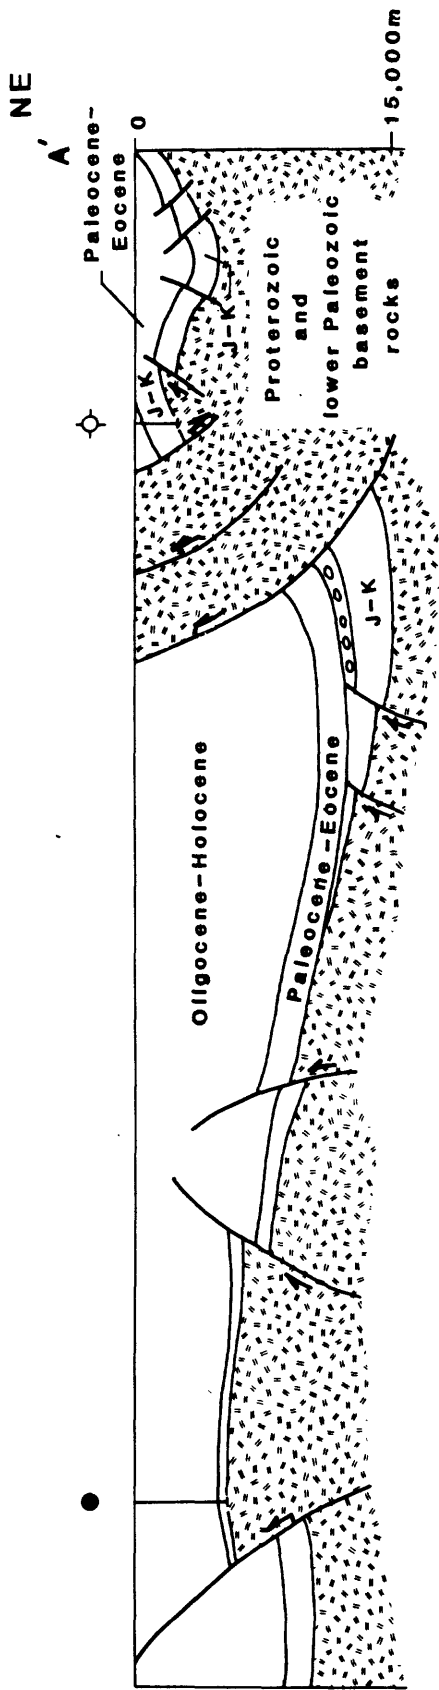 NE
A'
Paleocene-
Eocene
0
15,000m
J-K
J-K
Proterozoic
and
lower Paleozoic
basement
rocks
J-K
Oligocene-Holocene
Paleocene-Eocene